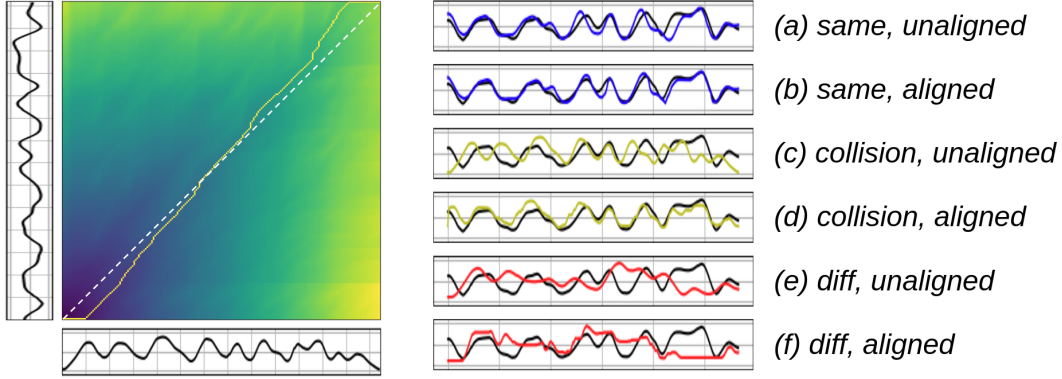 (a) same, unaligned
(b) same, aligned
(c) collision, unaligned
(d) collision, aligned
(e) diff, unaligned
(f) diff, aligned